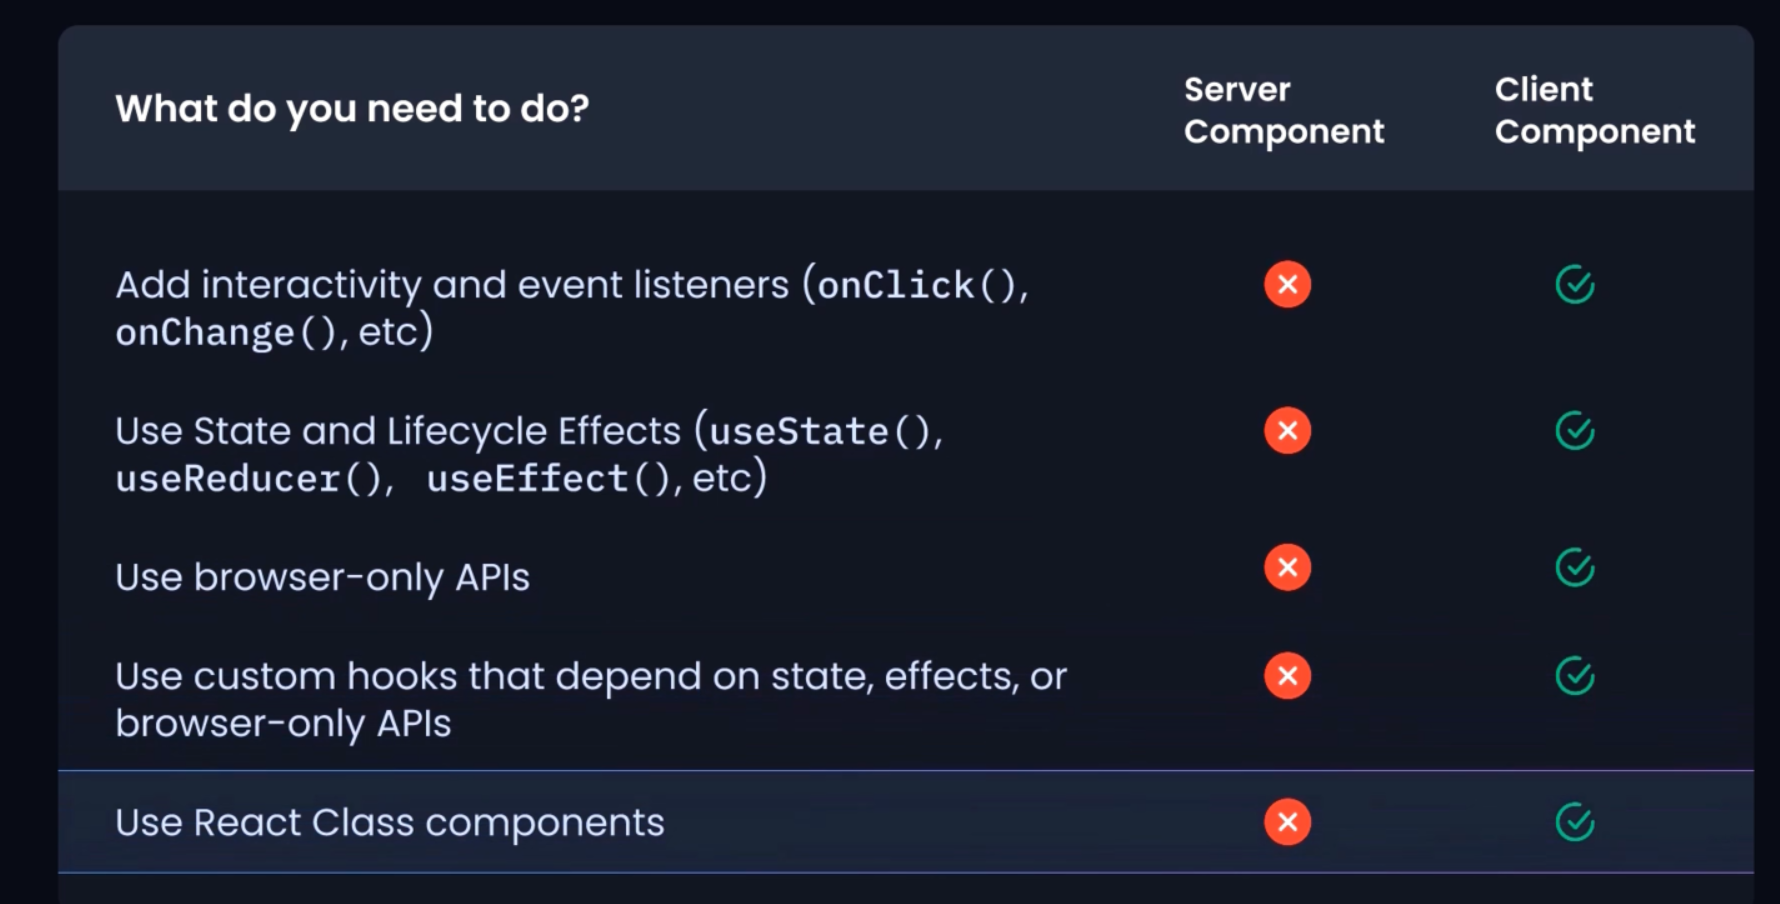 What do you need to do?
Server
Component
Client
Component
Add interactivity and event listeners (onClick(),
onChange(), etc)
Use State and Lifecycle Effects (useState(),
useReducer(), useEffect(), etc)
Use browser-only APIs
Use custom hooks that depend on state, effects, or
browser-only APIs
Use React Class components